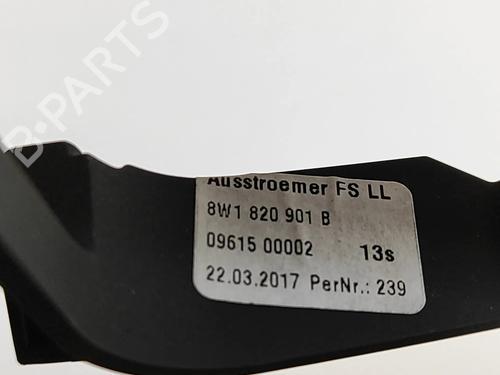 B-PARTS
Ausstroemer FS LL
8W1 820 901 B
09615 00002 13s
22.03.2017 PerNr.: 239